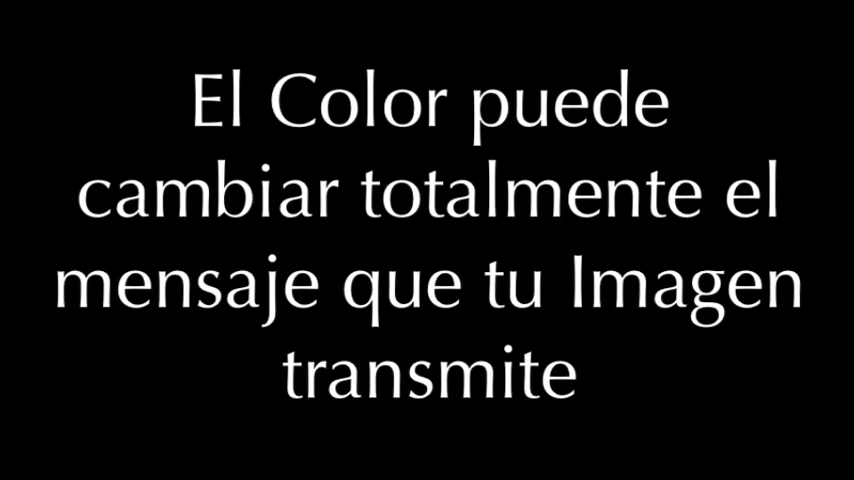 El Color puede
cambiar totalmente el
mensaje que tu Imagen
transmite